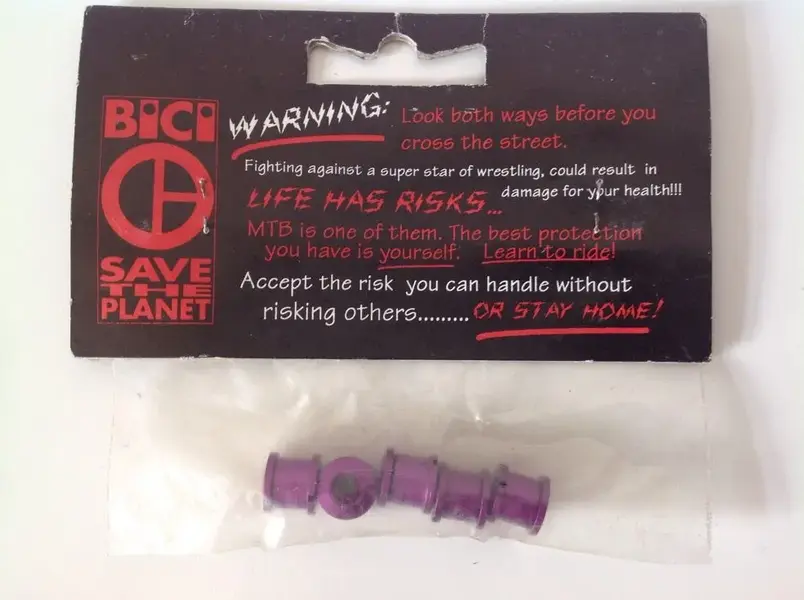 BiCi
SAVE
THE
PLANET
WARNING:
Look both ways before you
cross the street.
Fighting against a super star of wrestling, could result in
damage for your health!!!
LIFE HAS RISKS...
MTB is one of them. The best protection
you have is yourself. Learn to ride!
Accept the risk you can handle without
risking others......... OR STAY HOME!